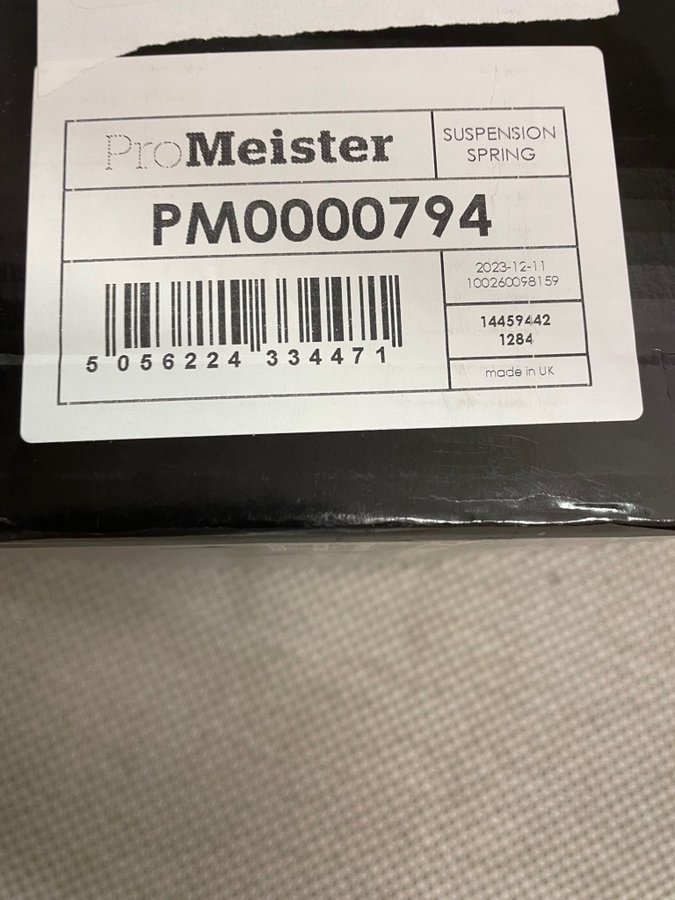 ProMeister
SUSPENSION
SPRING
PM0000794
2023-12-11
100260098159
14459442
1284
made in UK
5 056224 334471